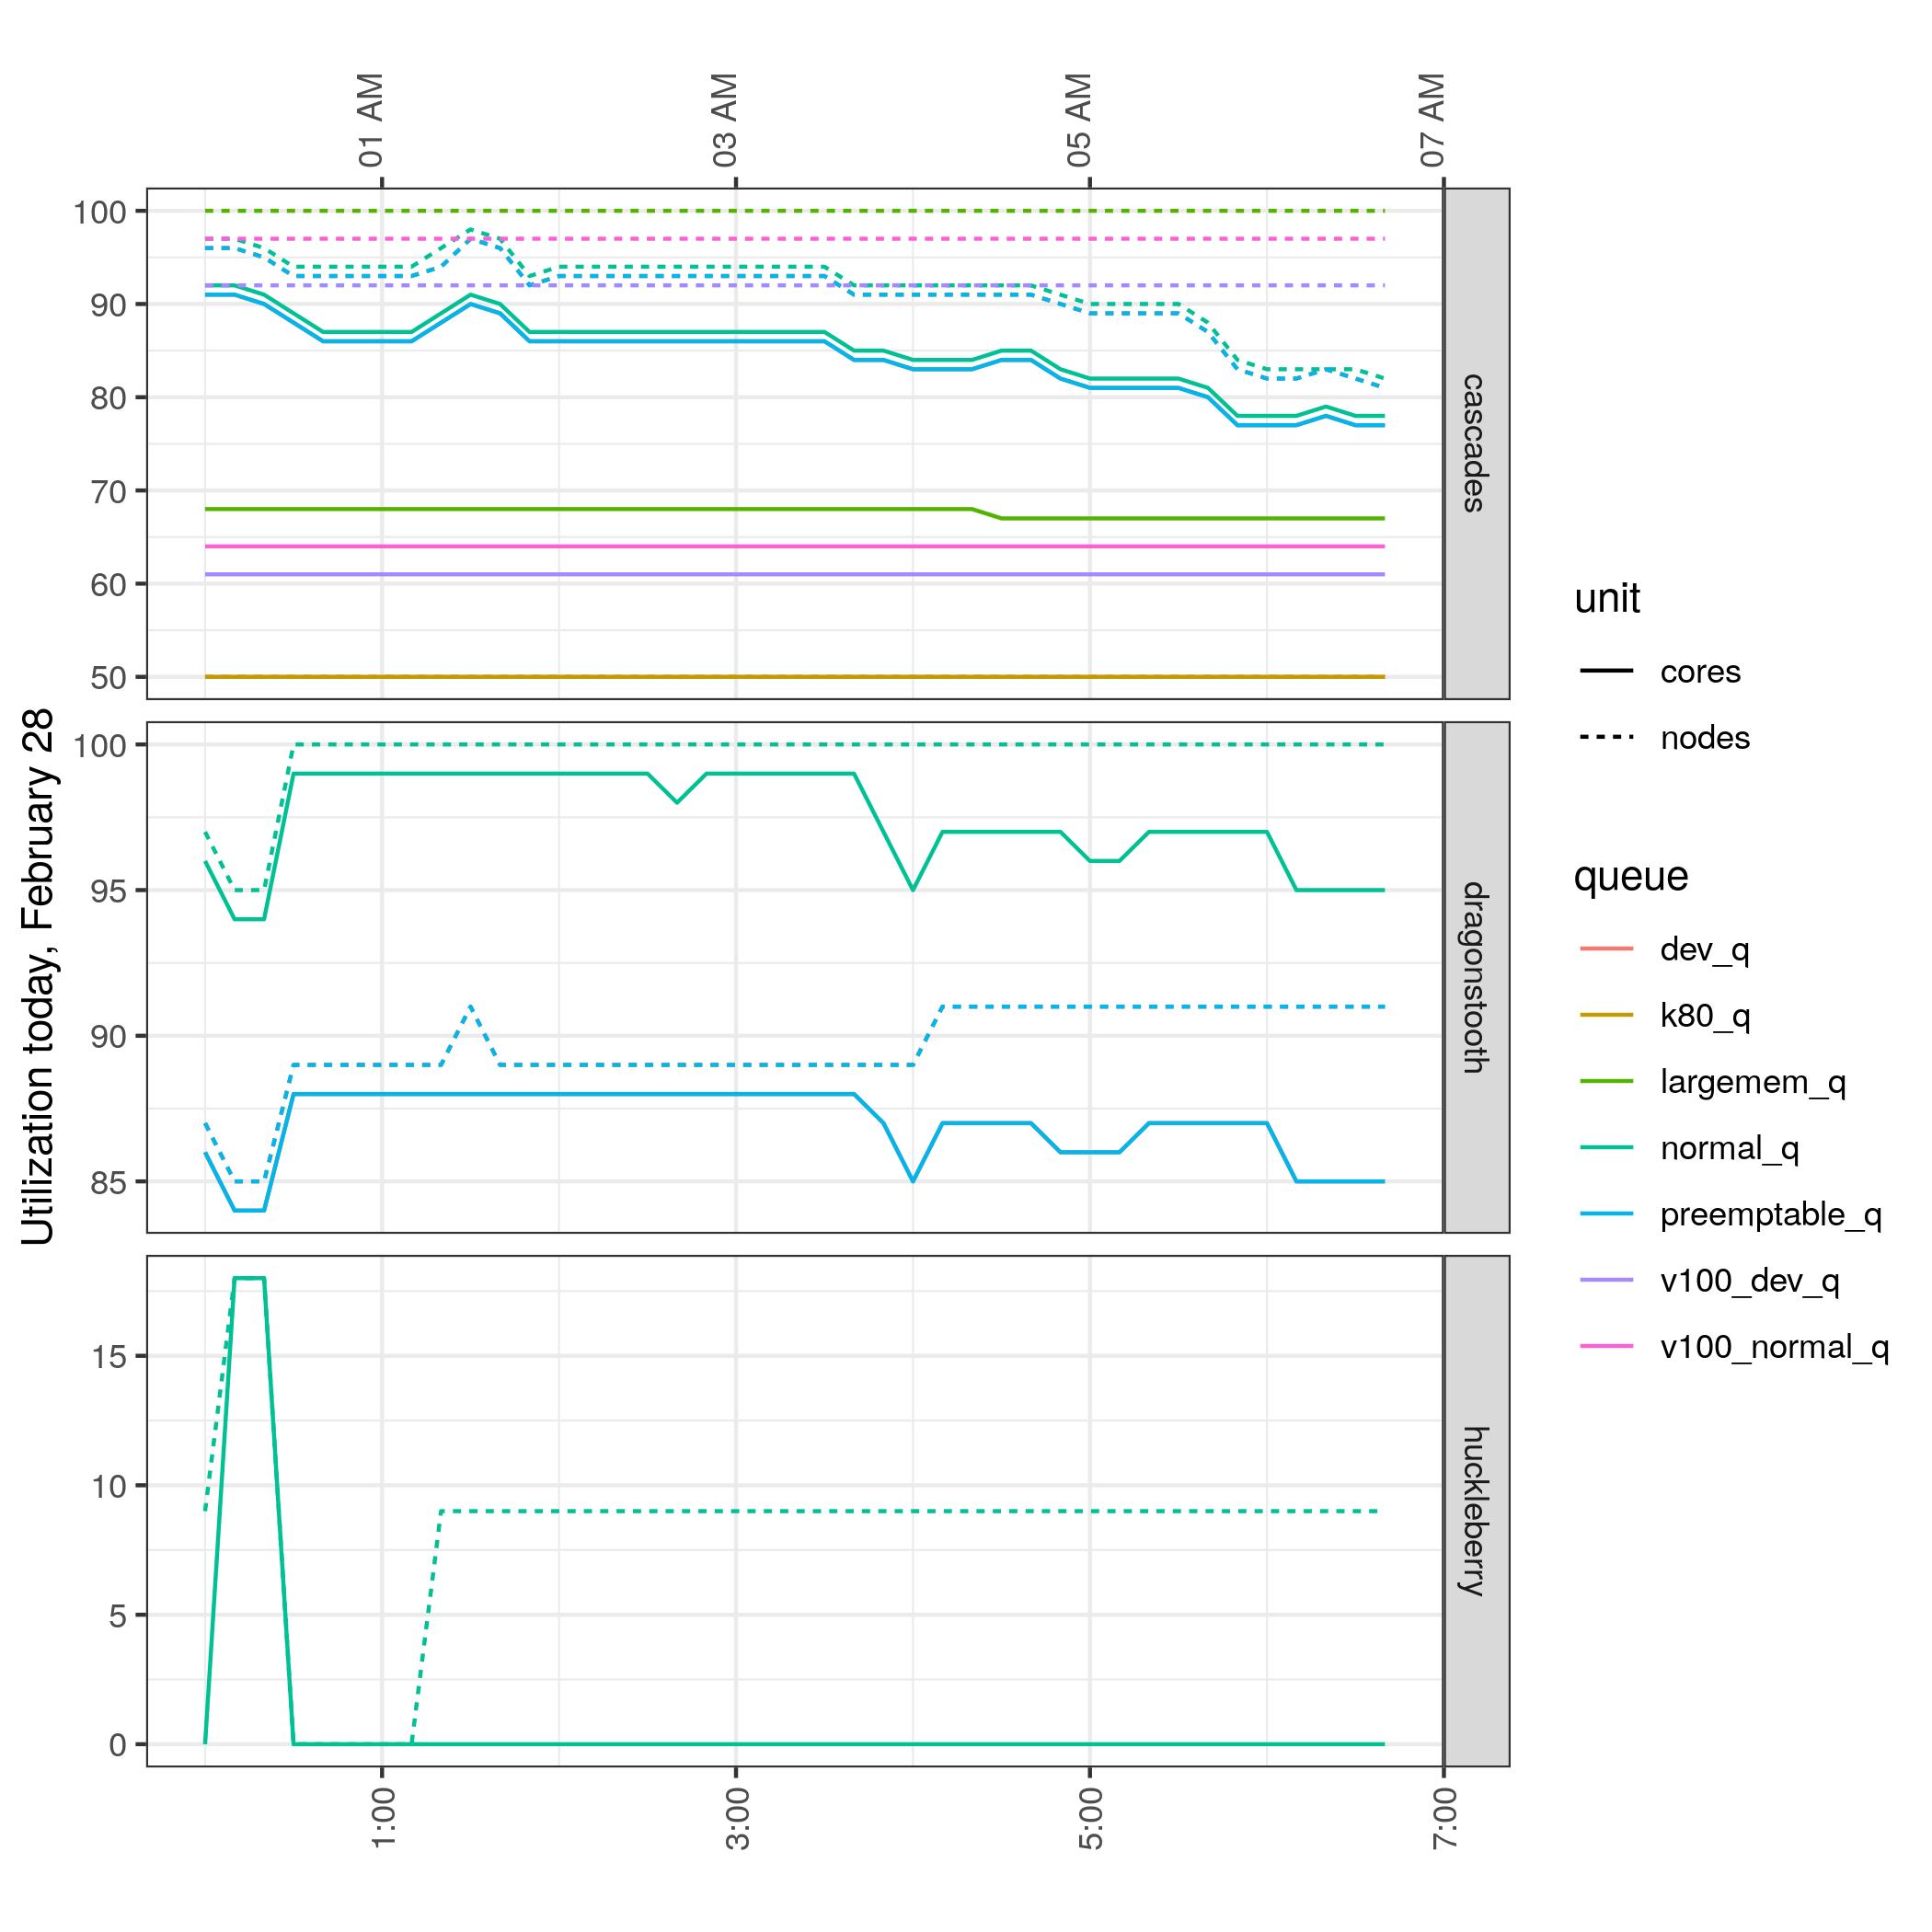 01 AM
03 AM
05 AM
07 AM
100
90
80
70
60
50
cascades
100
95
90
85
dragonstooth
15
10
5
0
huckleberry
1:00
3:00
5:00
7:00
Utilization today, February 28
unit
cores
nodes
queue
dev_q
k80_q
largemem_q
normal_q
preemptable_q
v100_dev_q
v100_normal_q